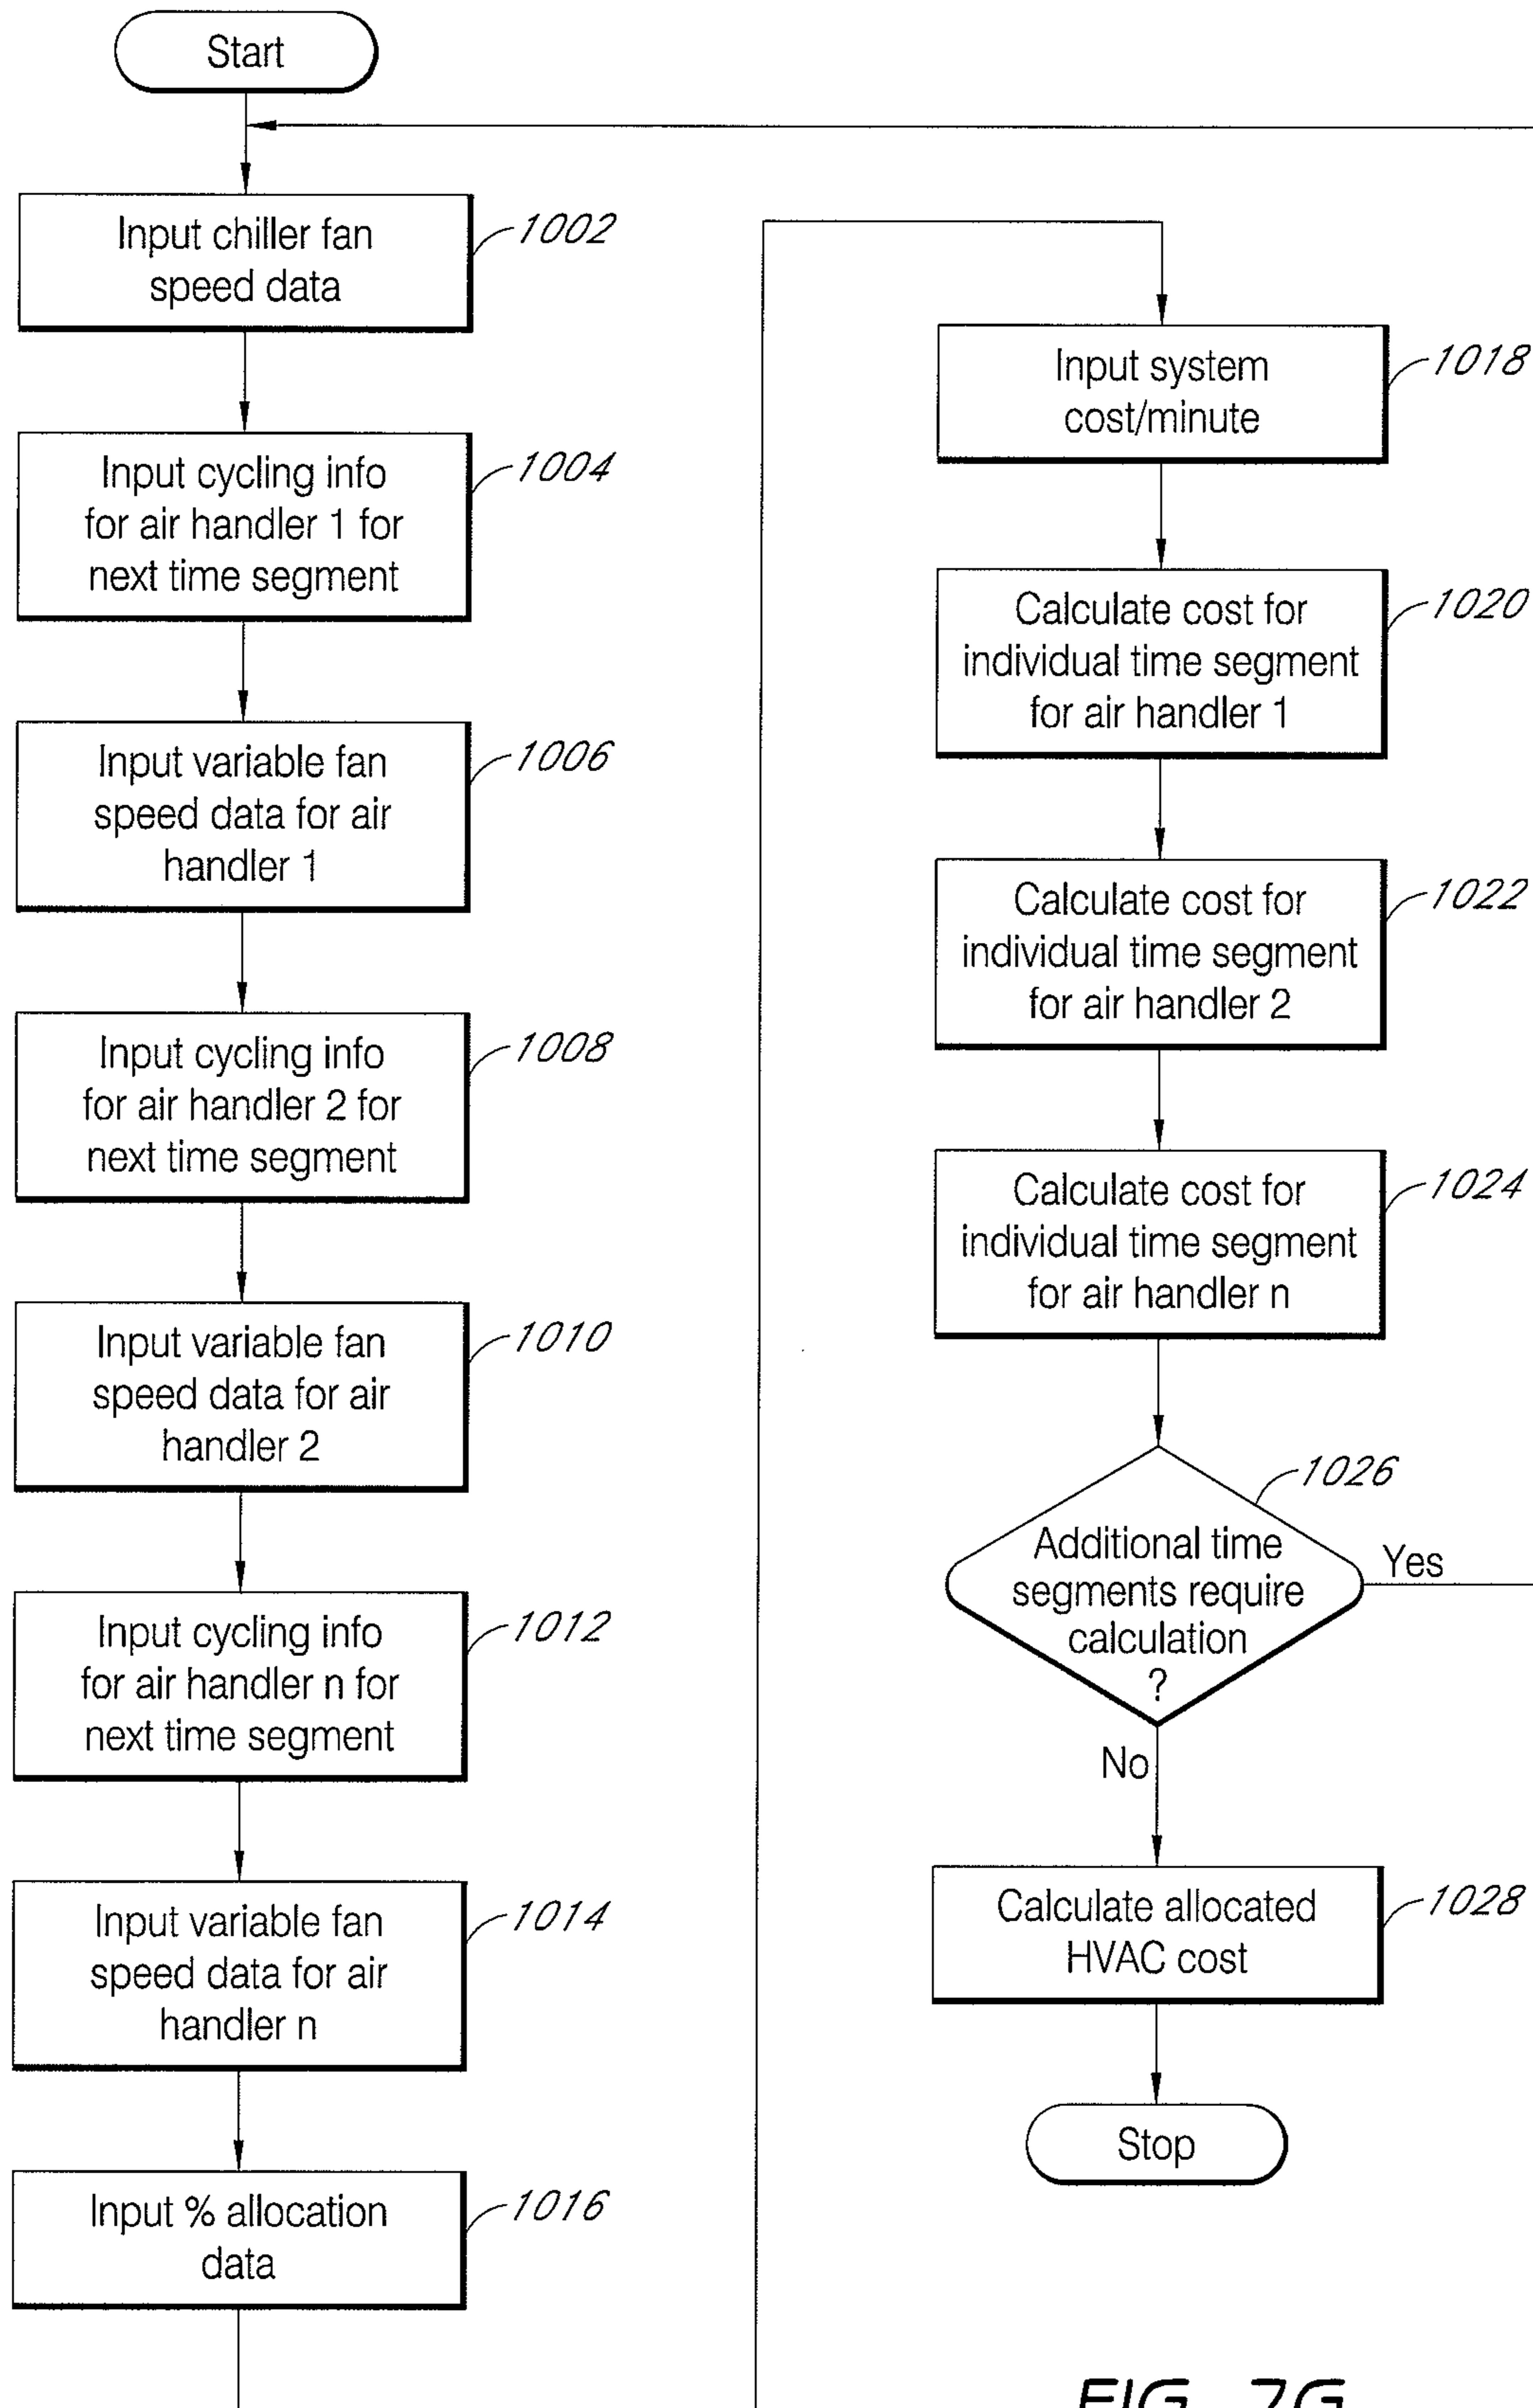 Start
Input chiller fan
speed data
1002
Input cycling info
for air handler 1 for
next time segment
1004
Input variable fan
speed data for air
handler 1
1006
Input cycling info
for air handler 2 for
next time segment
1008
Input variable fan
speed data for air
handler 2
1010
Input cycling info
for air handler n for
next time segment
1012
Input variable fan
speed data for air
handler n
1014
Input % allocation
data
1016
Input system
cost/minute
1018
Calculate cost for
individual time segment
for air handler 1
1020
Calculate cost for
individual time segment
for air handler 2
1022
Calculate cost for
individual time segment
for air handler n
1024
Additional time
segments require
calculation
?
1026
Yes
No
Calculate allocated
HVAC cost
1028
Stop
FIG. 7G